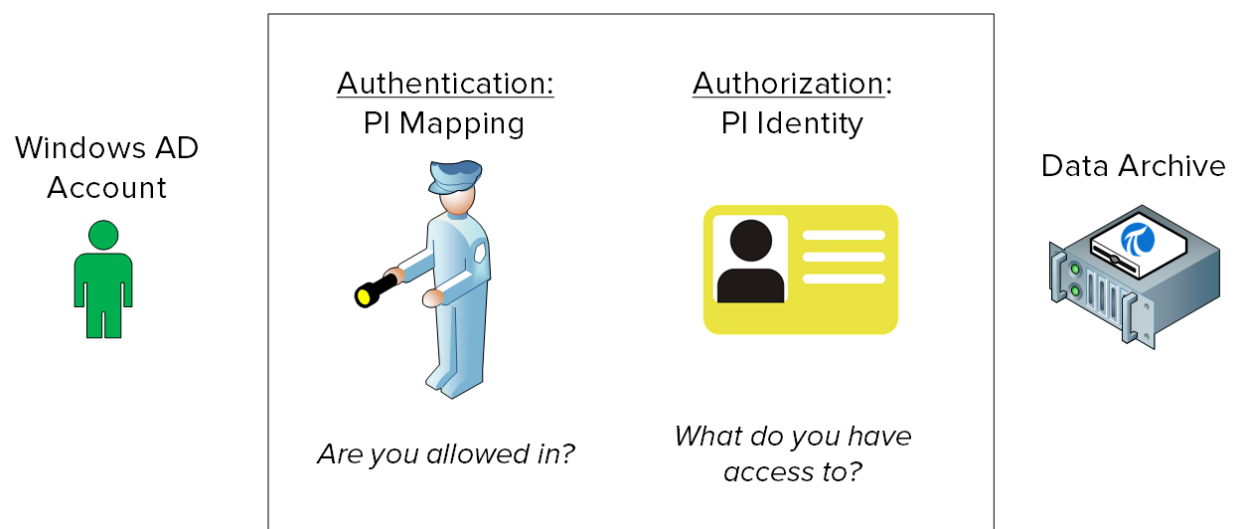 Windows AD
Account
Authentication:
PI Mapping
Are you allowed in?
Authorization:
PI Identity
What do you have
access to?
Data Archive